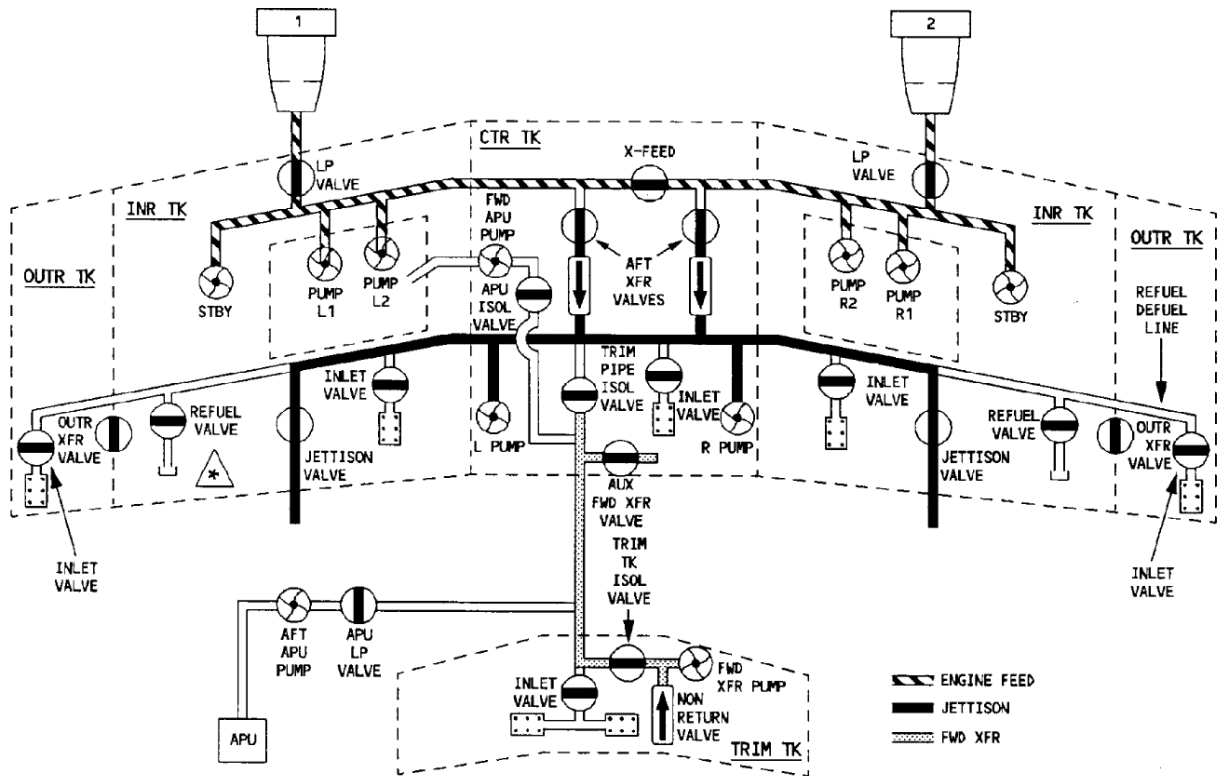 1
2
CTR TK
X-FEED
LP
VALVE
LP
VALVE
INR TK
FWD
APU
PUMP
INR TK
OUTR TK
OUTR TK
STBY
PUMP
L1
PUMP
L2
APU
ISOL
VALVE
AFT
XFR
VALVES
PUMP
R2
PUMP
R1
STBY
REFUEL
DEFUEL
LINE
INLET
VALVE
TRIM
PIPE
ISOL
VALVE
INLET
VALVE
INLET
VALVE
OUTR
XFR
VALVE
REFUEL
VALVE
*
JETTISON
VALVE
L PUMP
R PUMP
JETTISON
VALVE
REFUEL
VALVE
OUTR
XFR
VALVE
AUX
FWD XFR
VALVE
INLET
VALVE
INLET
VALVE
TRIM
TK
ISOL
VALVE
AFT
APU
PUMP
APU
LP
VALVE
INLET
VALVE
FWD
XFR PUMP
NON
RETURN
VALVE
APU
TRIM TK
ENGINE FEED
JETTISON
FWD XFR